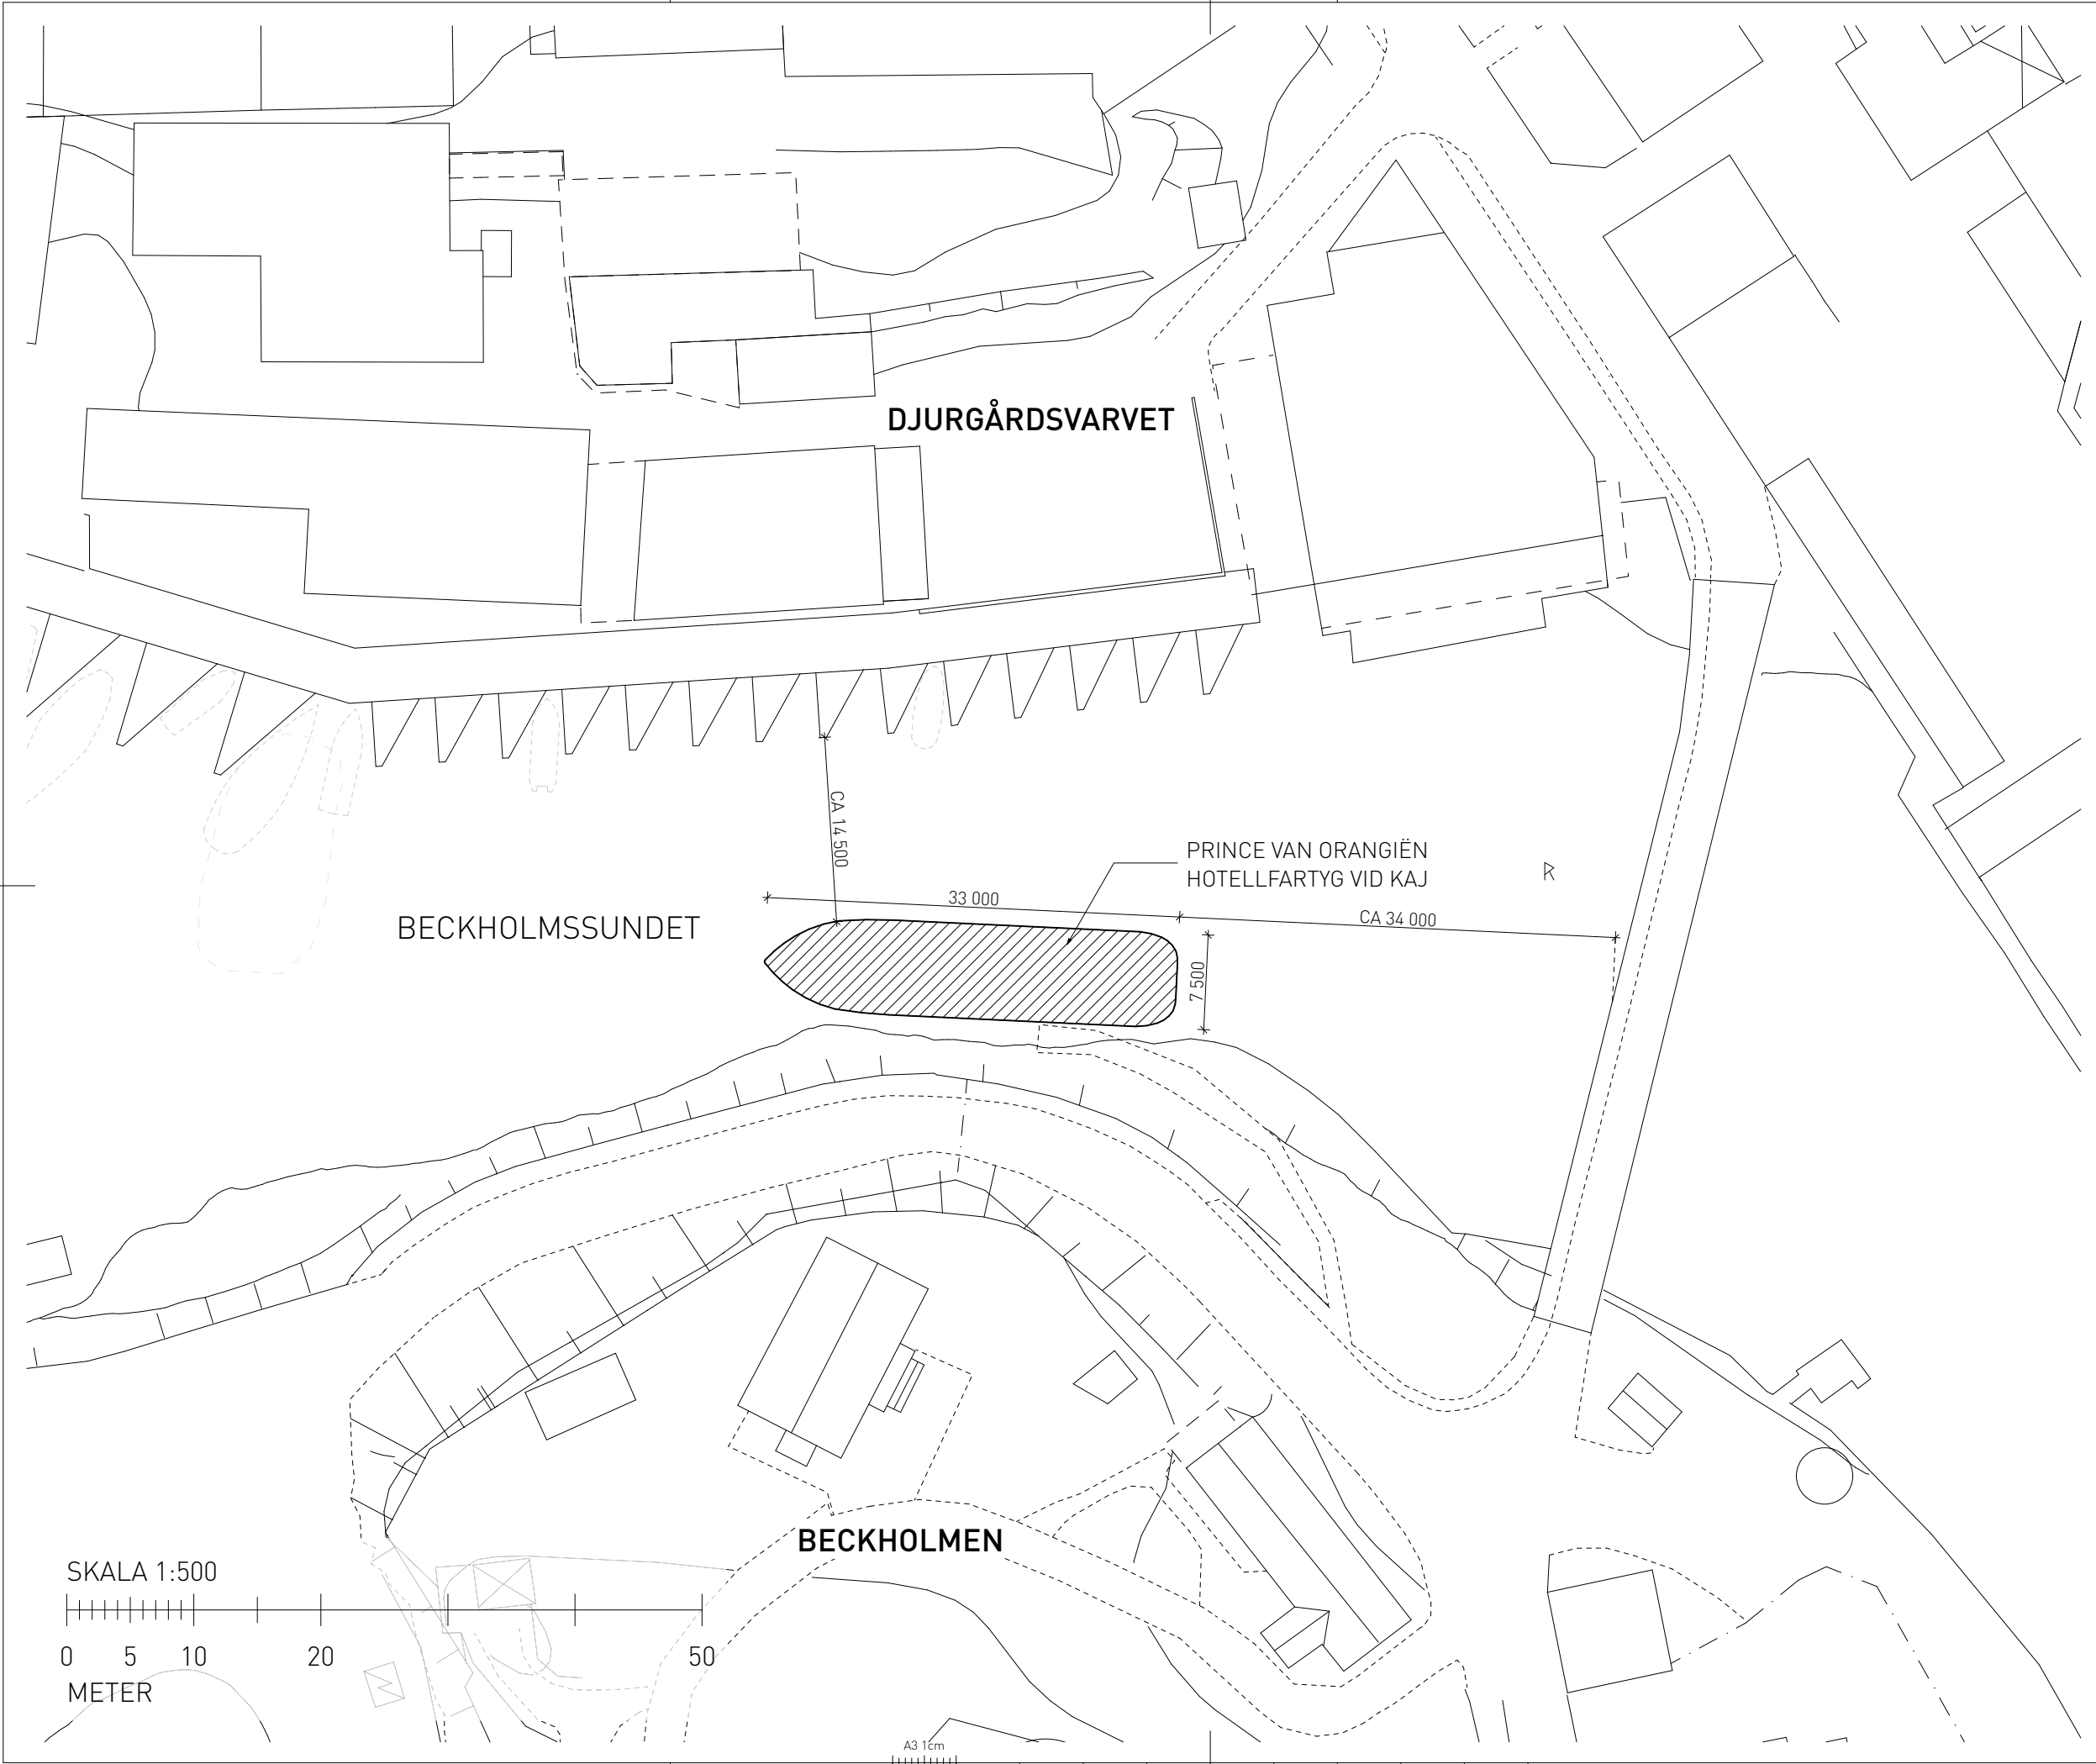 DJURGÅRDSVARVET
CA 14 500
PRINCE VAN ORANGIËN
HOTELLFARTYG VID KAJ
33 000
CA 34 000
BECKHOLMSSUNDET
7 500
BECKHOLMEN
SKALA 1:500
0 5 10 20 50
METER
A3 1cm